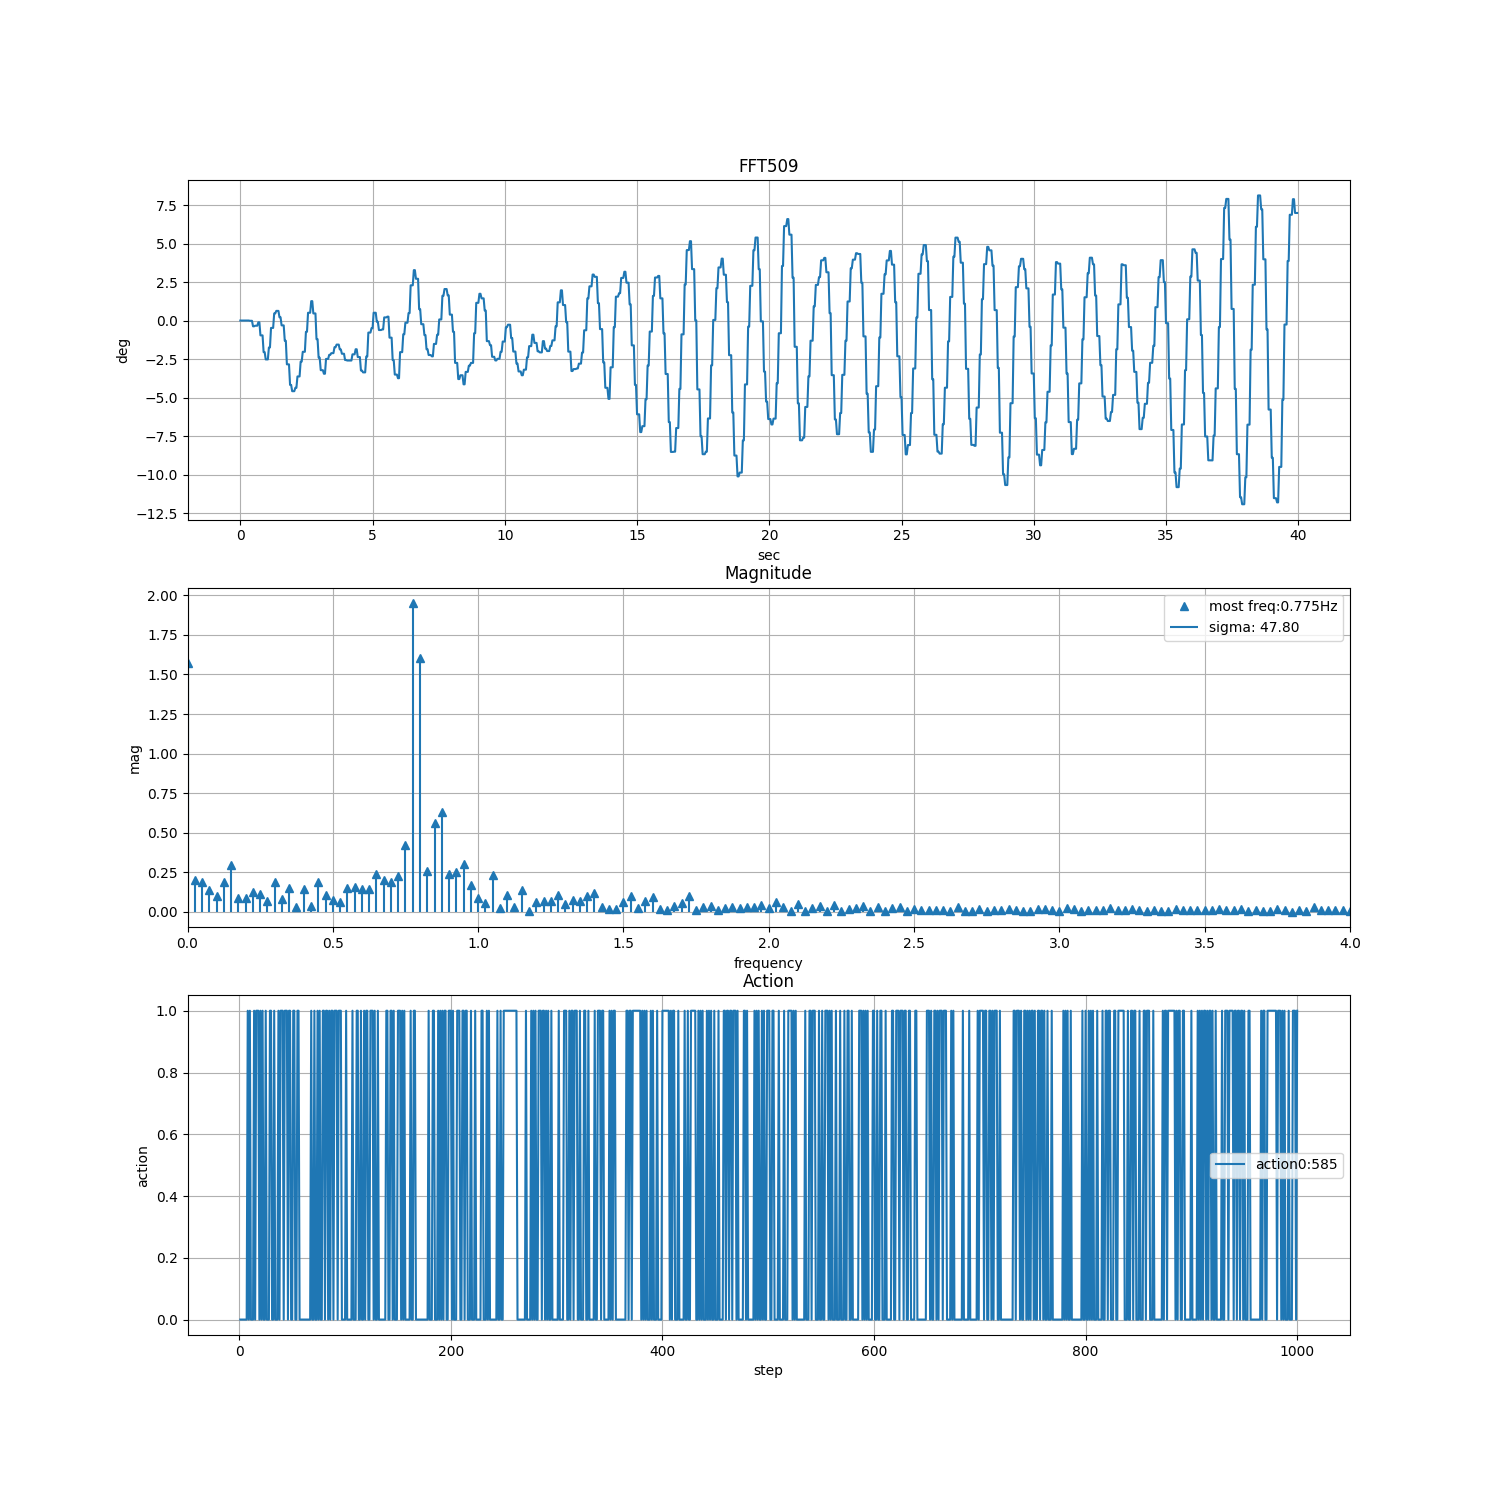 FFT509
7.5
5.0
2.5
0.0
−2.5
−5.0
−7.5
−10.0
−12.5
deg
0 5 10 15 20 25 30 35 40
sec
Magnitude
2.00
1.75
1.50
1.25
1.00
0.75
0.50
0.25
0.00
mag
most freq:0.775Hz
sigma: 47.80
0.0 0.5 1.0 1.5 2.0 2.5 3.0 3.5 4.0
frequency
Action
1.0
0.8
0.6
0.4
0.2
0.0
action
action0:585
0 200 400 600 800 1000
step